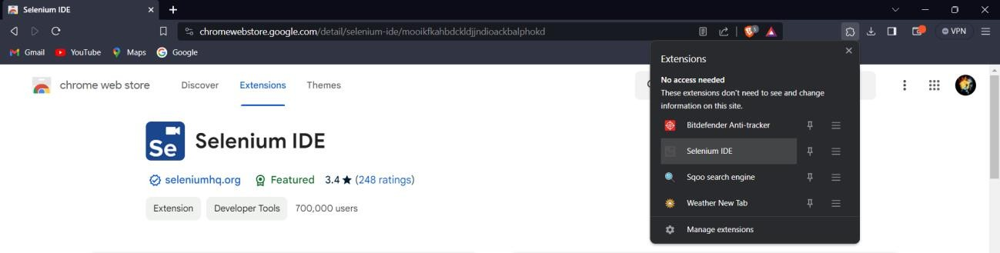 Selenium IDE
chromewebstore.google.com/detail/selenium-ide/mooikfkahbdckldjjndioackbalphokd
5
VPN
Gmail
YouTube
Maps
Google
Extensions
No access needed
These extensions don't need to see and change
information on this site.
Bitdefender Anti-tracker
Selenium IDE
Sqoo search engine
Weather New Tab
Manage extensions
chrome web store
Discover
Extensions
Themes
Se
Selenium IDE
seleniumhq.org
Featured
3.4 ★ (248 ratings)
Extension
Developer Tools
700,000 users